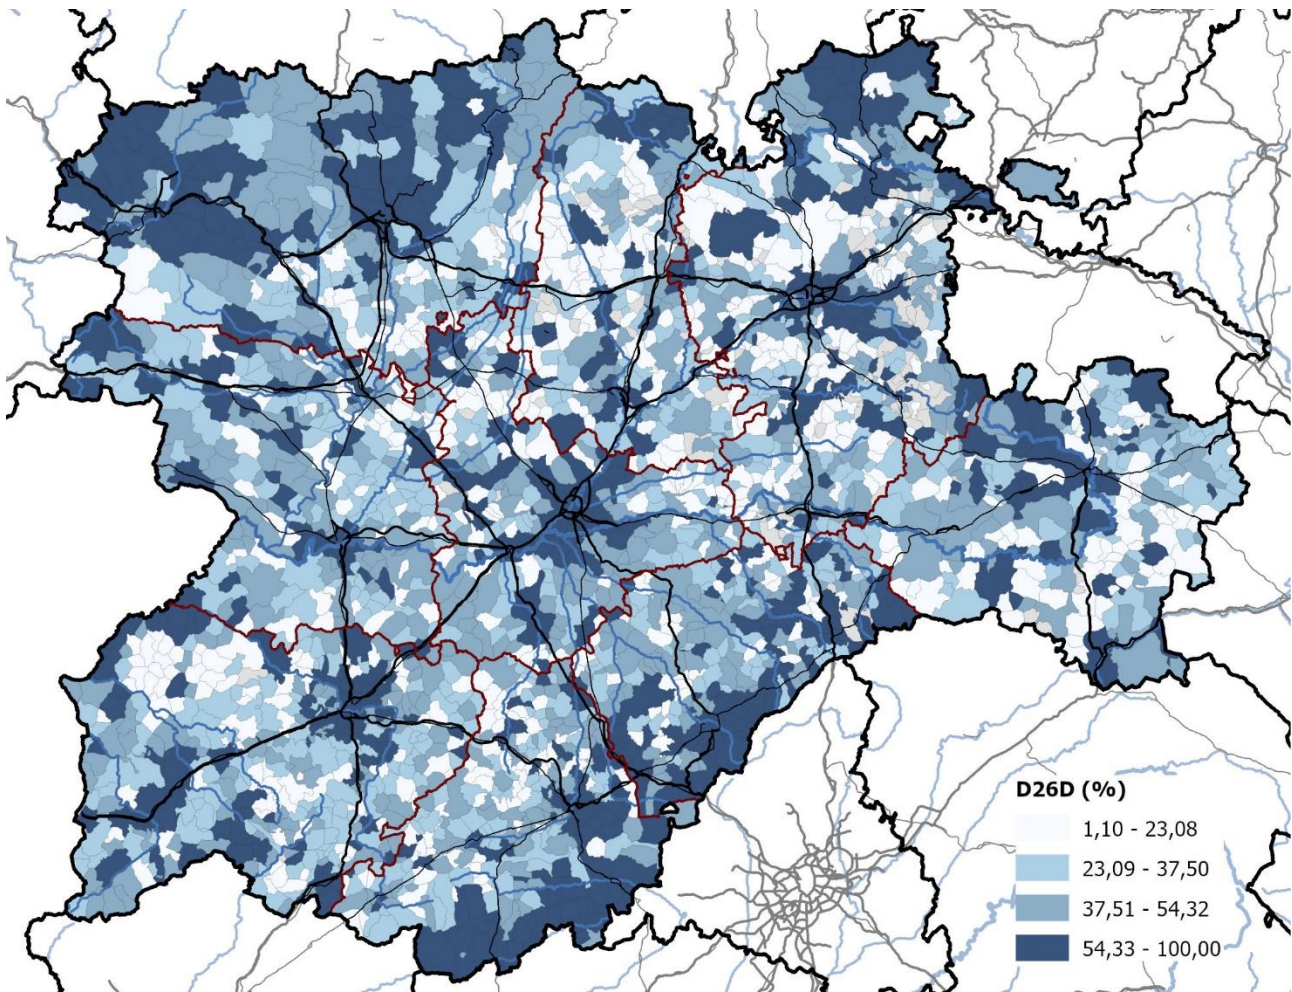 D26D (%)
1,10 - 23,08
23,09 - 37,50
37,51 - 54,32
54,33 - 100,00